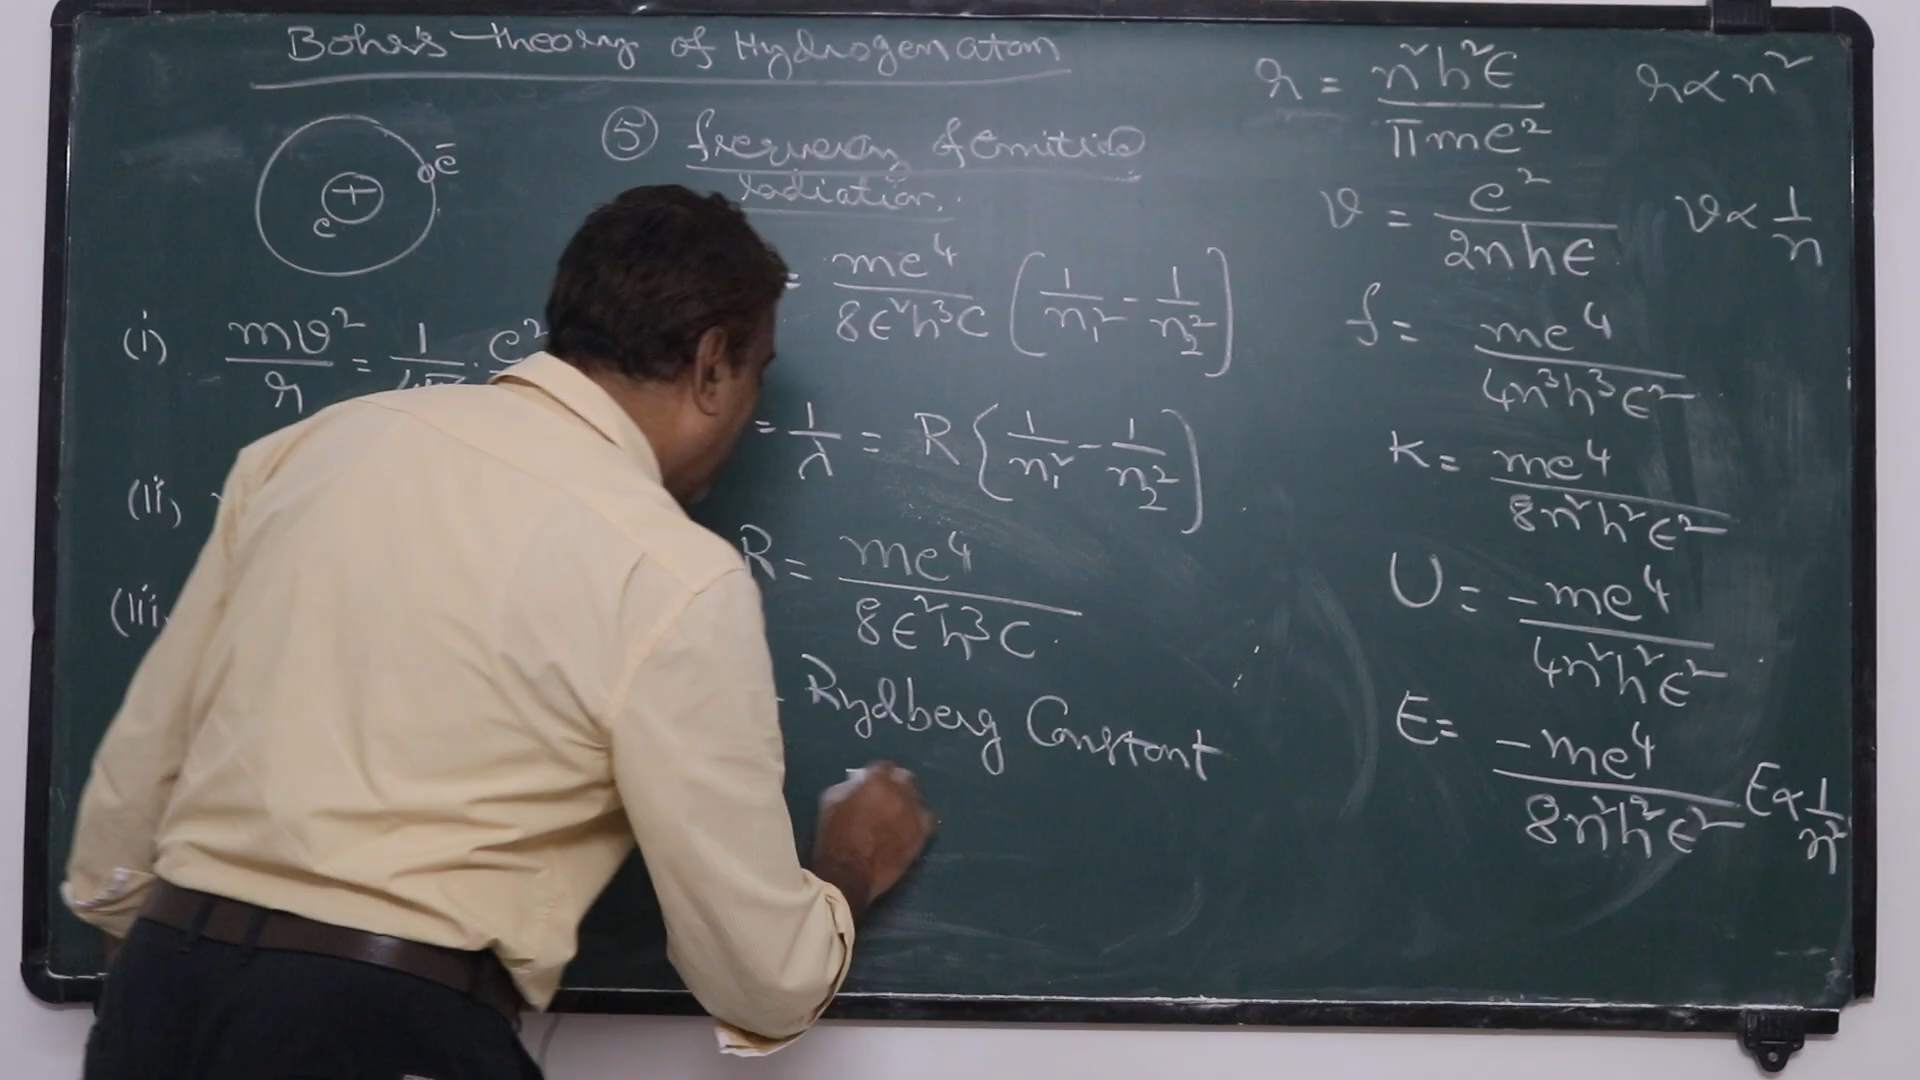 Bohr's theory of Hydrogen atom
e̅
+
e
(i) mv²/r = 1/ . e²
(ii)
(iii)
⑤ frequency of emitted
radiation.
= me⁴/8ϵ²h³c [1/n₁² - 1/n₂²]
= 1/λ = R {1/n₁² - 1/n₂²]
R = me⁴/8ϵ²h³c.
Rydberg Constant
r = n²h²ϵ/πme² r ∝ n²
v = e²/2nhϵ v ∝ 1/n
f = me⁴/4n³h³ϵ²
K = me⁴/8n²h²ϵ²
U = -me⁴/4n²h²ϵ²
E = -me⁴/8n²h²ϵ² E ∝ 1/n²